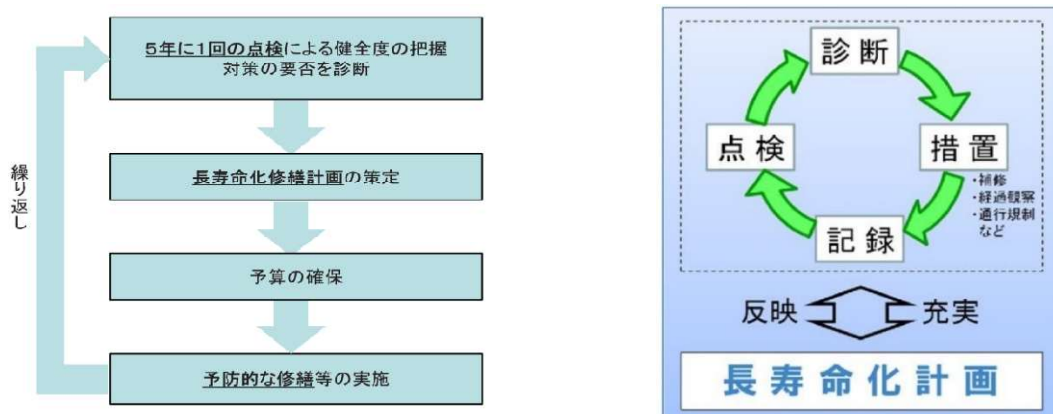 5年に1回の点検による健全度の把握
対策の要否を診断
長寿命化修繕計画の策定
予算の確保
予防的な修繕等の実施
繰り返し
診断
点検
措置
・補修
・経過観察
・通行規制
など
記録
反映
充実
長寿命化計画